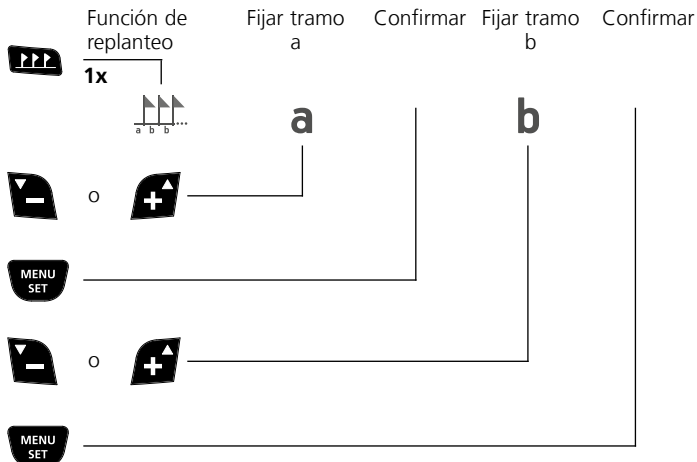 Función de
replanteo
Fijar tramo
a
Confirmar
Fijar tramo
b
Confirmar
1x
a b b ...
a
b
– o +
MENU
SET
– o +
MENU
SET